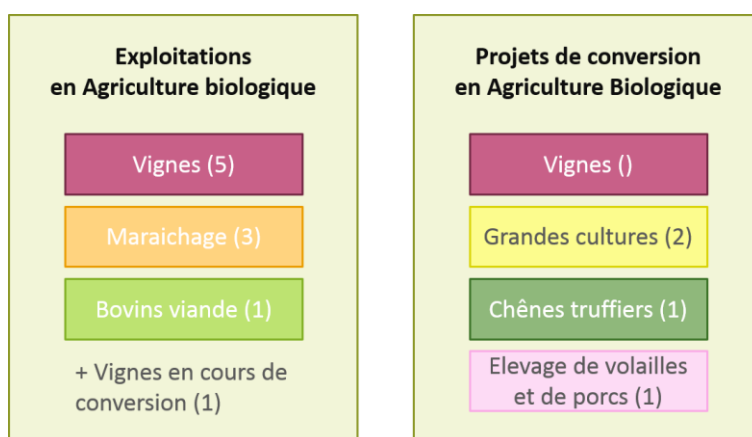 Exploitations
en Agriculture biologique
Vignes (5)
Maraichage (3)
Bovins viande (1)
+ Vignes en cours de
conversion (1)
Projets de conversion
en Agriculture Biologique
Vignes ()
Grandes cultures (2)
Chênes truffiers (1)
Elevage de volailles
et de porcs (1)